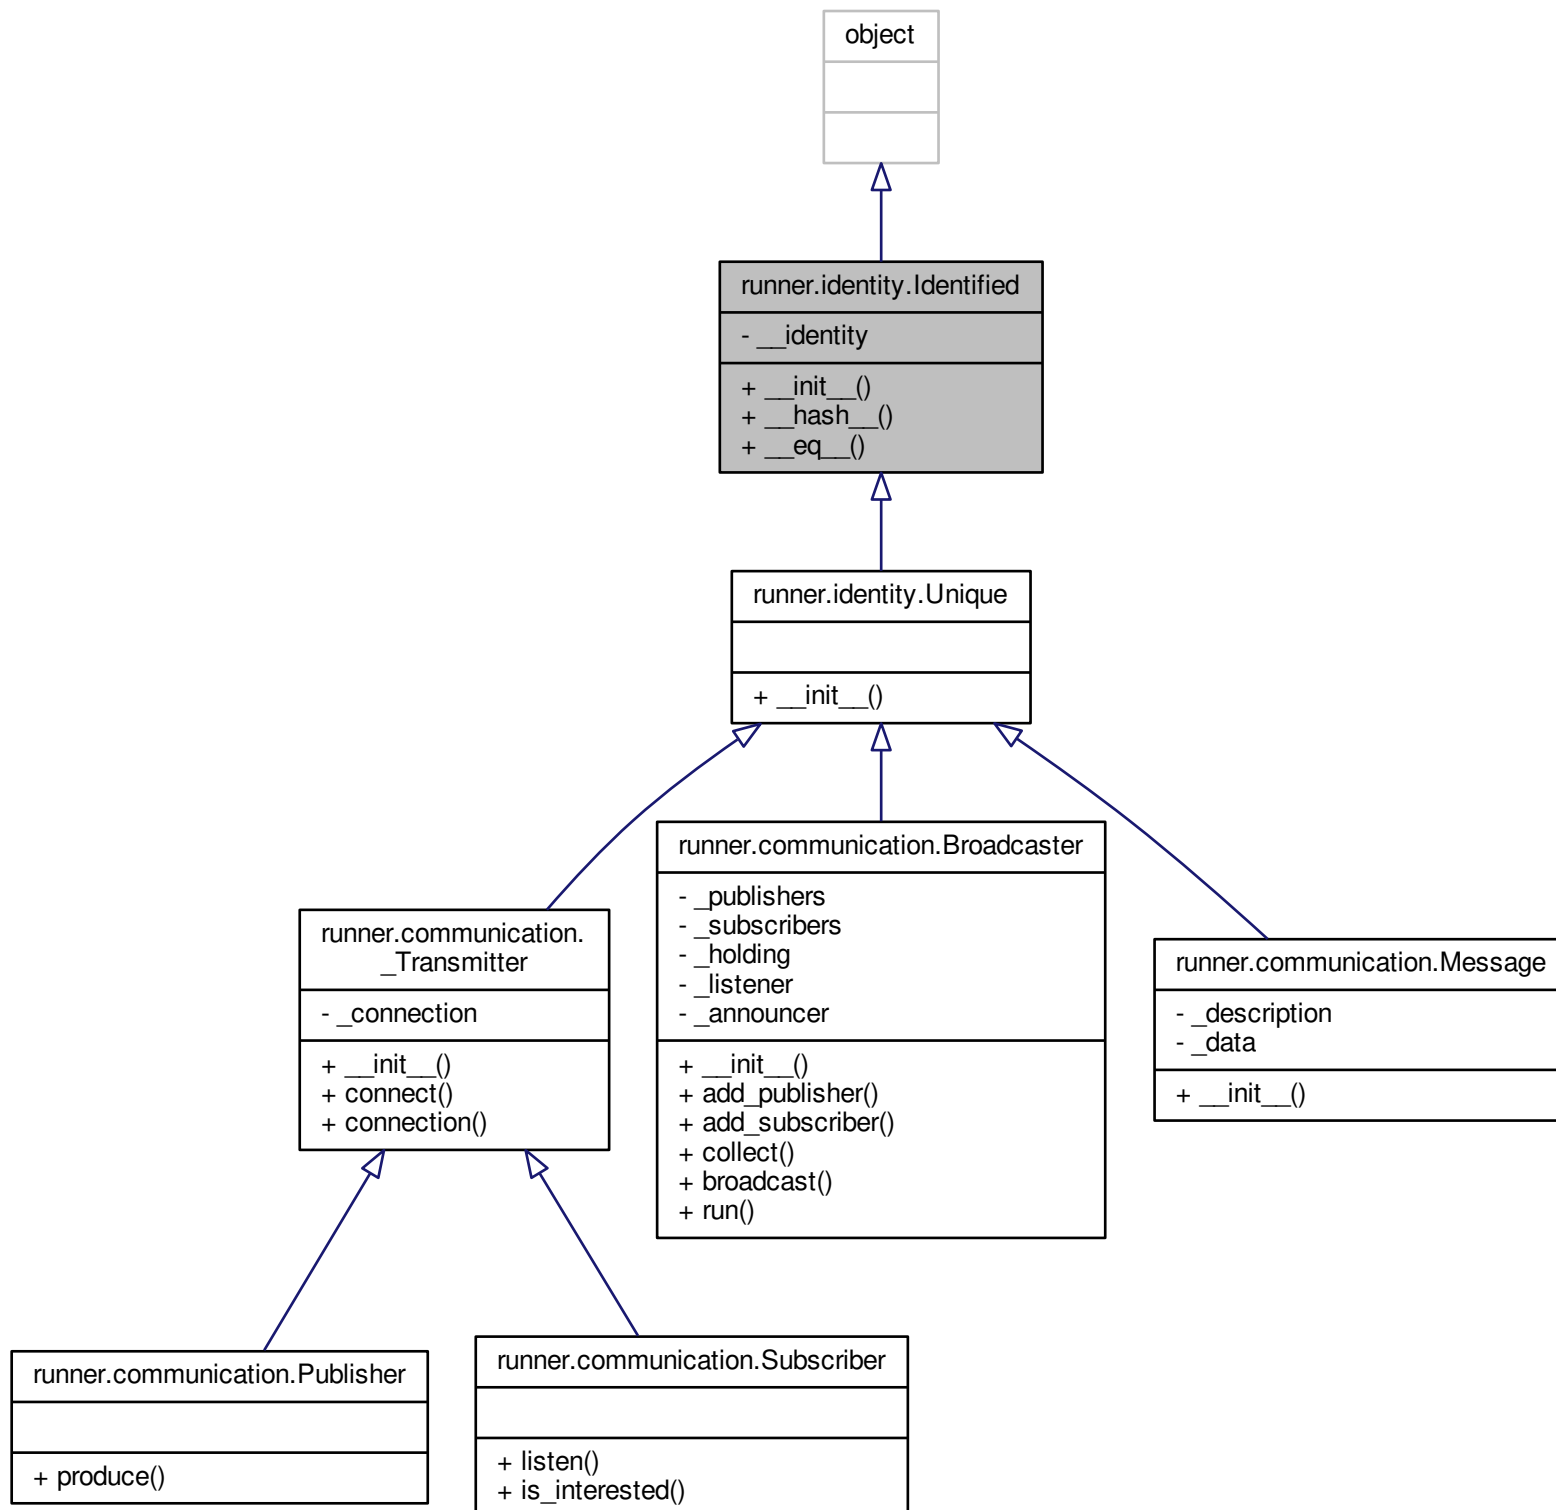 object
runner.identity.Identified
- __identity
+ __init__()
+ __hash__()
+ __eq__()
runner.identity.Unique
+ __init__()
runner.communication.
_Transmitter
- _connection
+ __init__()
+ connect()
+ connection()
runner.communication.Broadcaster
- _publishers
- _subscribers
- _holding
- _listener
- _announcer
+ __init__()
+ add_publisher()
+ add_subscriber()
+ collect()
+ broadcast()
+ run()
runner.communication.Message
- _description
- _data
+ __init__()
runner.communication.Publisher
+ produce()
runner.communication.Subscriber
+ listen()
+ is_interested()